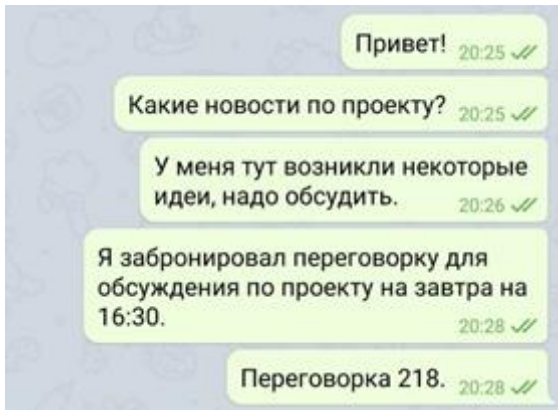 Привет! 20:25
Какие новости по проекту? 20:25
У меня тут возникли некоторые
идеи, надо обсудить. 20:26
Я забронировал переговорку для
обсуждения по проекту на завтра на
16:30. 20:28
Переговорка 218. 20:28